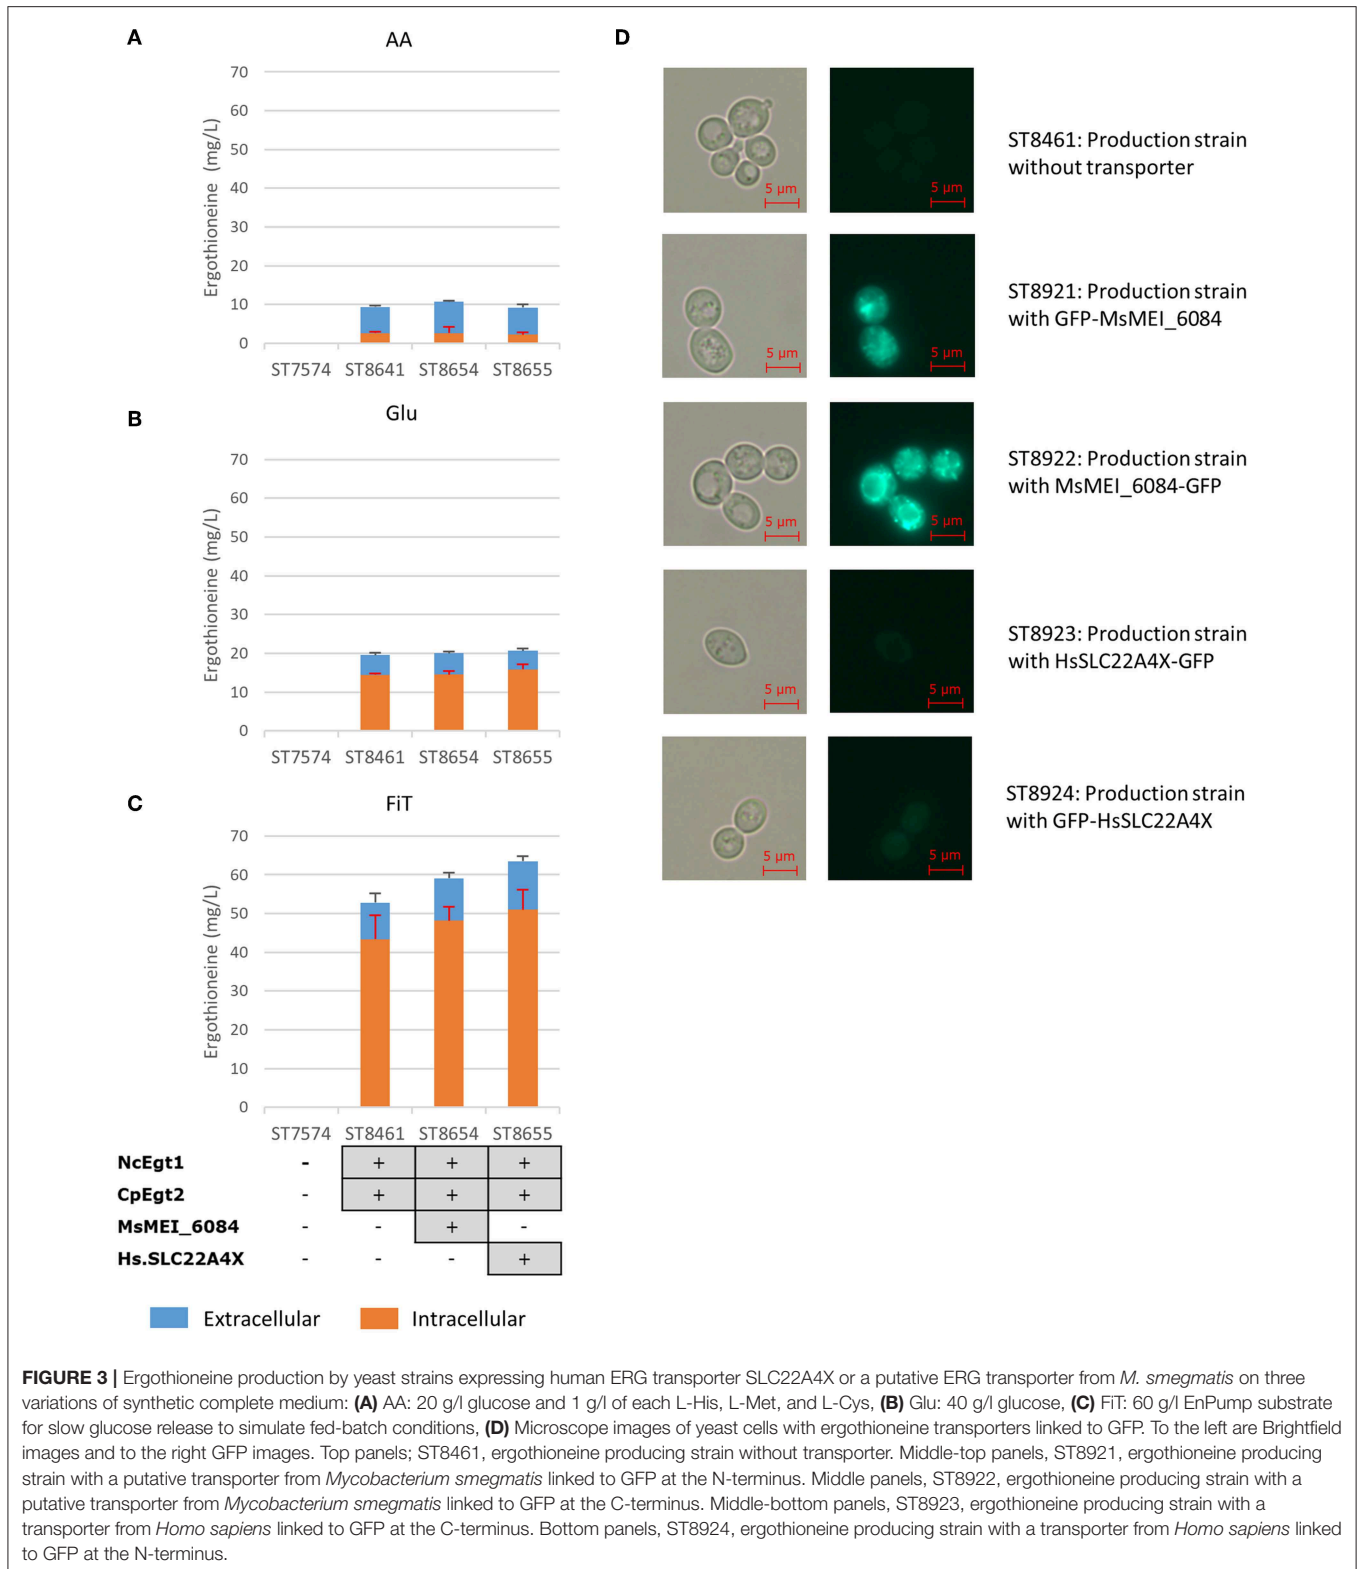 A
AA
70
60
50
40
30
20
10
0
Ergothioneine (mg/L)
ST7574 ST8641 ST8654 ST8655
B
Glu
70
60
50
40
30
20
10
0
Ergothioneine (mg/L)
ST7574 ST8461 ST8654 ST8655
C
FiT
70
60
50
40
30
20
10
0
Ergothioneine (mg/L)
ST7574 ST8461 ST8654 ST8655
NcEgt1 - + + +
CpEgt2 - + + +
MsMEI_6084 - - + -
Hs.SLC22A4X - - - +
Extracellular Intracellular
D
5 µm 5 µm
ST8461: Production strain
without transporter
5 µm 5 µm
ST8921: Production strain
with GFP-MsMEI_6084
5 µm 5 µm
ST8922: Production strain
with MsMEI_6084-GFP
5 µm 5 µm
ST8923: Production strain
with HsSLC22A4X-GFP
5 µm 5 µm
ST8924: Production strain
with GFP-HsSLC22A4X
FIGURE 3 | Ergothioneine production by yeast strains expressing human ERG transporter SLC22A4X or a putative ERG transporter from M. smegmatis on three
variations of synthetic complete medium: (A) AA: 20 g/l glucose and 1 g/l of each L-His, L-Met, and L-Cys, (B) Glu: 40 g/l glucose, (C) FiT: 60 g/l EnPump substrate
for slow glucose release to simulate fed-batch conditions, (D) Microscope images of yeast cells with ergothioneine transporters linked to GFP. To the left are Brightfield
images and to the right GFP images. Top panels; ST8461, ergothioneine producing strain without transporter. Middle-top panels, ST8921, ergothioneine producing
strain with a putative transporter from Mycobacterium smegmatis linked to GFP at the N-terminus. Middle panels, ST8922, ergothioneine producing strain with a
putative transporter from Mycobacterium smegmatis linked to GFP at the C-terminus. Middle-bottom panels, ST8923, ergothioneine producing strain with a
transporter from Homo sapiens linked to GFP at the C-terminus. Bottom panels, ST8924, ergothioneine producing strain with a transporter from Homo sapiens linked
to GFP at the N-terminus.